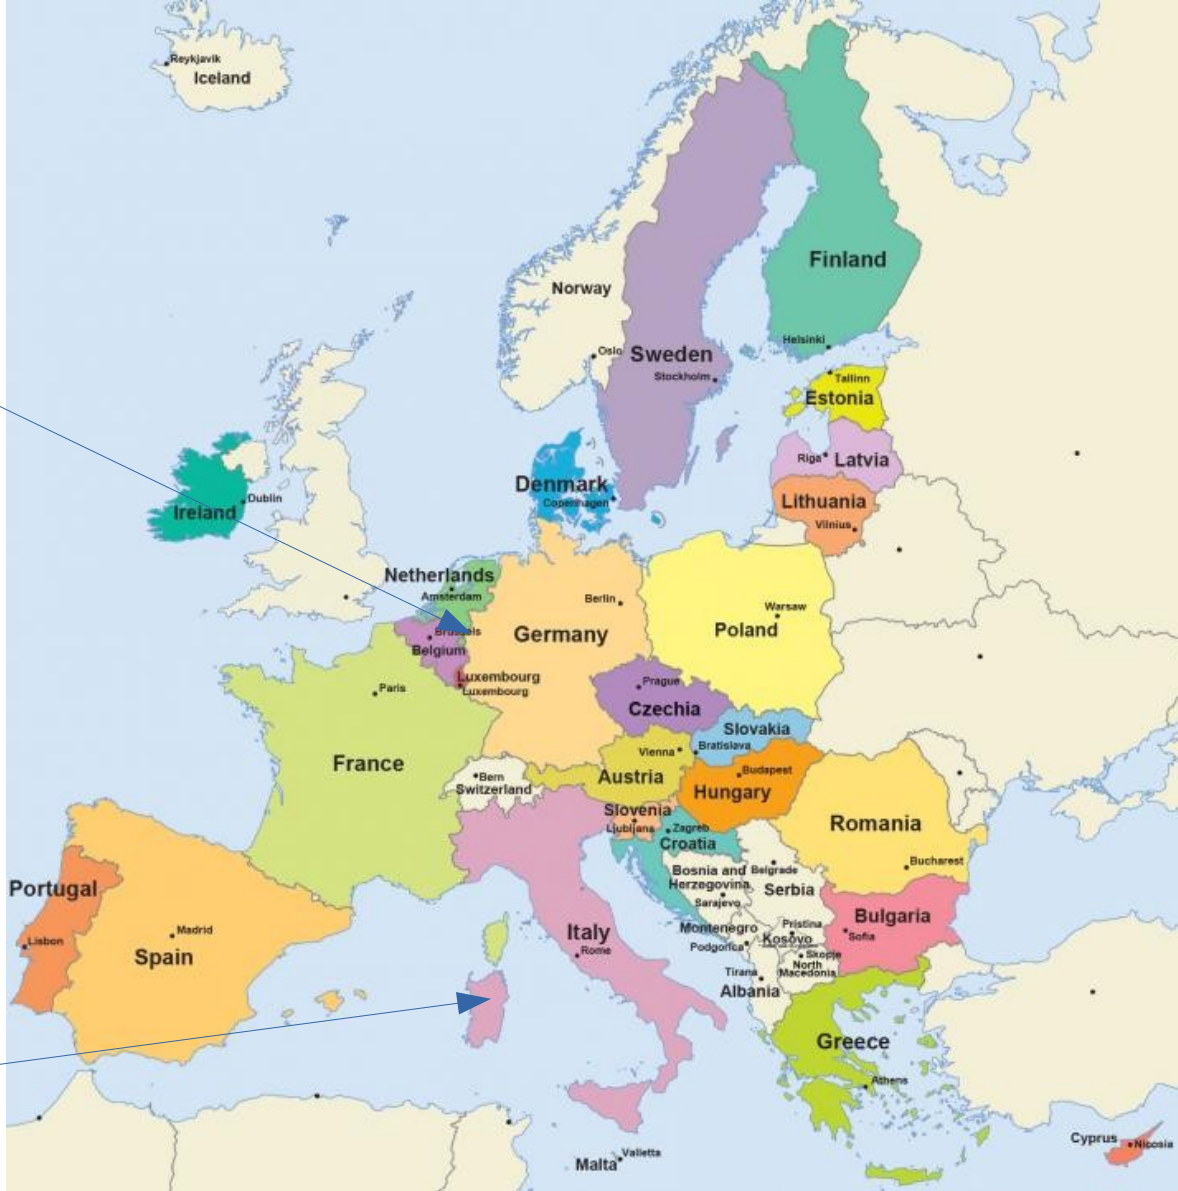 Reykjavik
Iceland
Finland
Norway
Helsinki
Oslo
Sweden
Stockholm
Tallinn
Estonia
Riga
Latvia
Denmark
Copenhagen
Lithuania
Vilnius
Dublin
Ireland
Netherlands
Amsterdam
Berlin
Warsaw
Germany
Poland
Brussels
Belgium
Luxembourg
Luxembourg
Paris
Prague
Czechia
Slovakia
Bratislava
Vienna
Austria
France
Bern
Switzerland
Budapest
Hungary
Slovenia
Ljubljana
Zagreb
Croatia
Romania
Bucharest
Bosnia and
Herzegovina
Sarajevo
Belgrade
Serbia
Portugal
Lisbon
Madrid
Spain
Italy
Rome
Montenegro
Podgorica
Pristina
Kosovo
Bulgaria
Sofia
Skopje
North
Macedonia
Tirana
Albania
Greece
Athens
Malta
Valletta
Cyprus
Nicosia